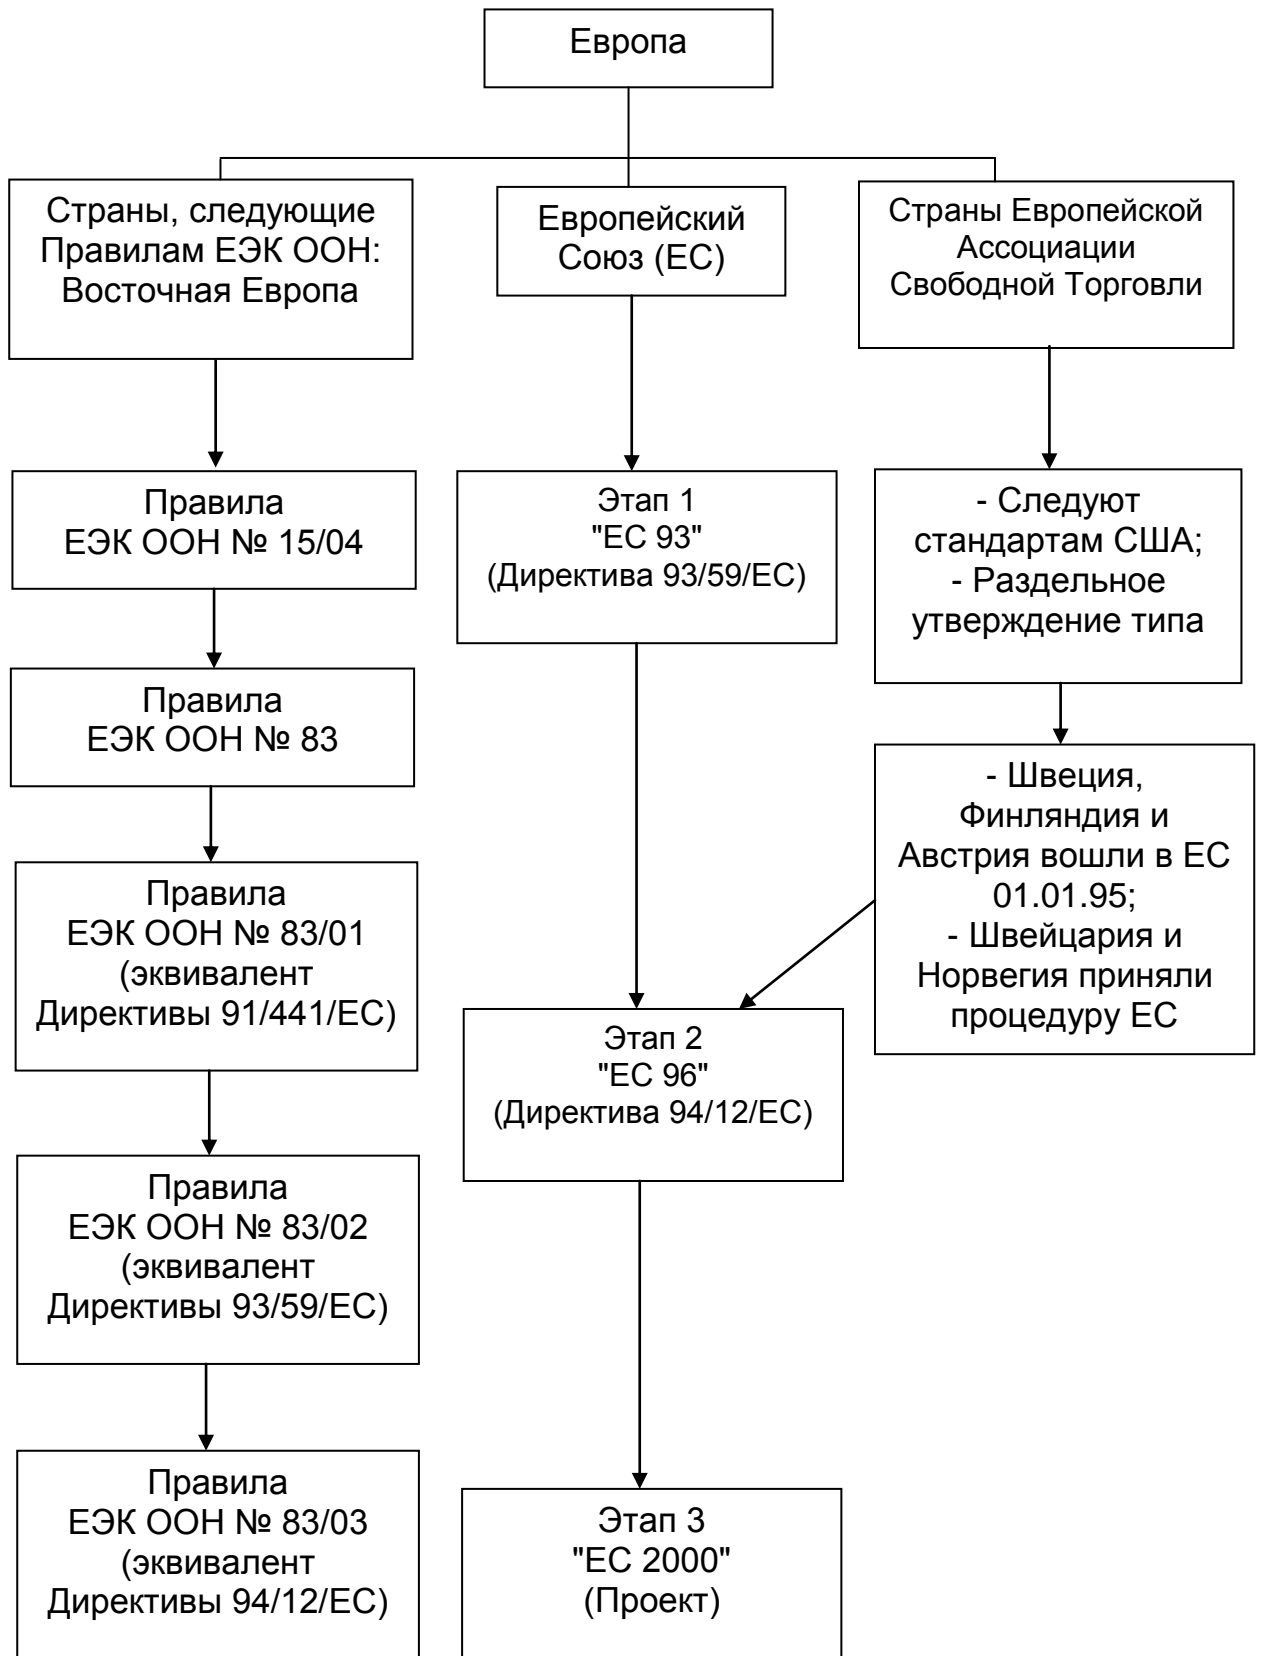 Европа
Страны, следующие
Правилам ЕЭК ООН:
Восточная Европа
Европейский
Союз (ЕС)
Страны Европейской
Ассоциации
Свободной Торговли
Правила
ЕЭК ООН № 15/04
Этап 1
"ЕС 93"
(Директива 93/59/ЕС)
- Следуют
стандартам США;
- Раздельное
утверждение типа
Правила
ЕЭК ООН № 83
- Швеция,
Финляндия и
Австрия вошли в ЕС
01.01.95;
- Швейцария и
Норвегия приняли
процедуру ЕС
Правила
ЕЭК ООН № 83/01
(эквивалент
Директивы 91/441/ЕС)
Этап 2
"ЕС 96"
(Директива 94/12/ЕС)
Правила
ЕЭК ООН № 83/02
(эквивалент
Директивы 93/59/ЕС)
Правила
ЕЭК ООН № 83/03
(эквивалент
Директивы 94/12/ЕС)
Этап 3
"ЕС 2000"
(Проект)